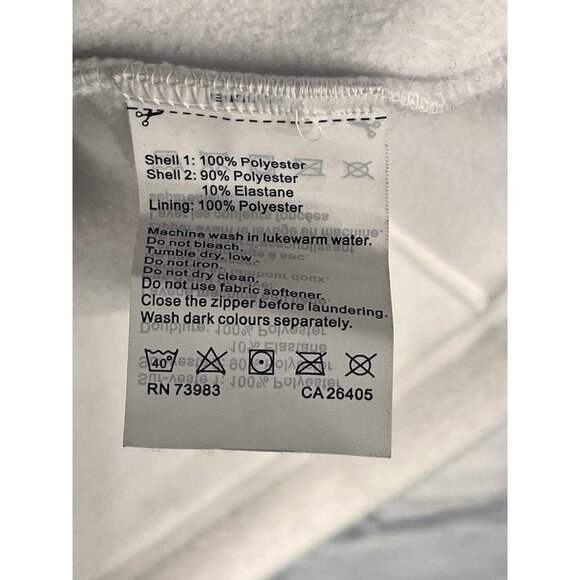 Shell 1: 100% Polyester
Shell 2: 90% Polyester
10% Elastane
Lining: 100% Polyester
Machine wash in lukewarm water.
Do not bleach.
Tumble dry, low.
Do not iron.
Do not dry clean.
Do not use fabric softener.
Close the zipper before laundering.
Wash dark colours separately.
40°
RN 73983 CA 26405